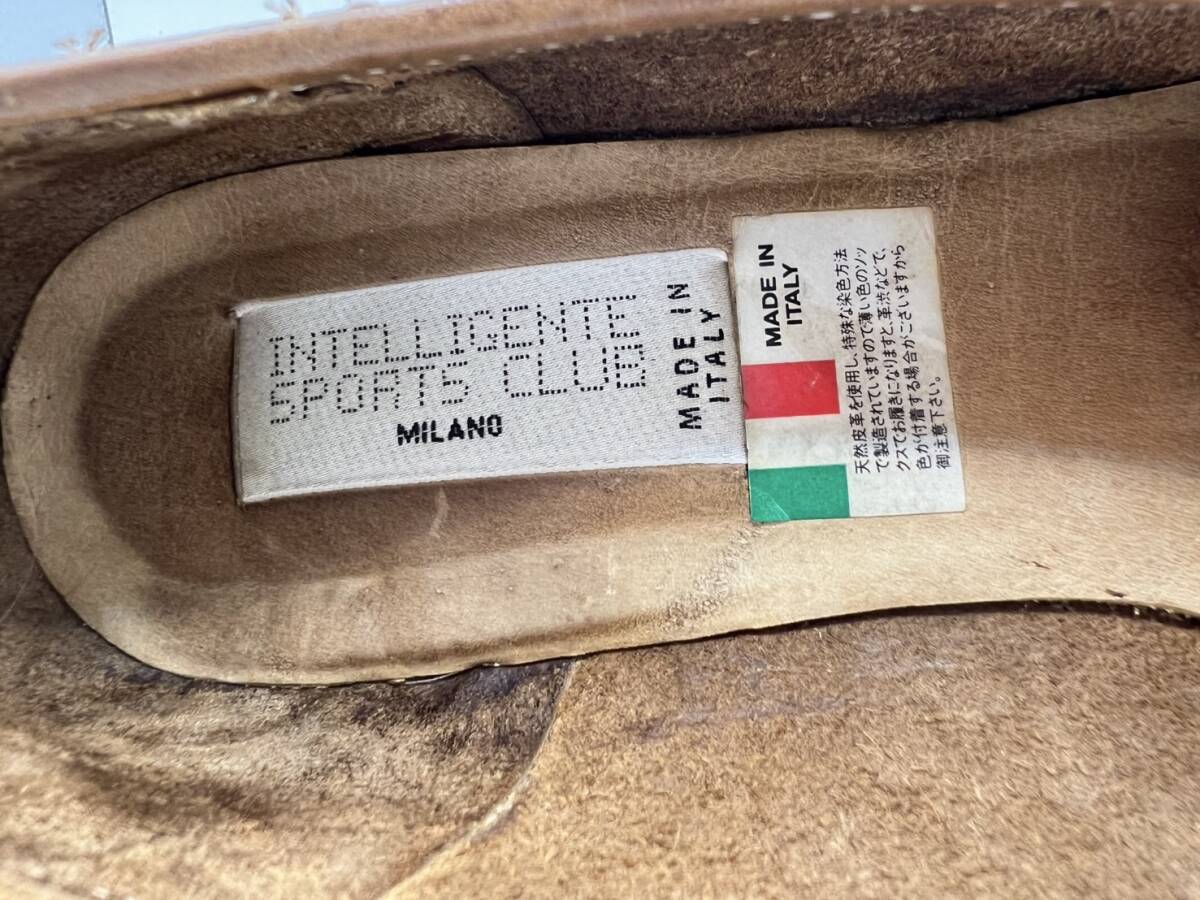 INTELLIGENTE
SPORTS CLUB
MILANO
MADE IN
ITALY
MADE IN
ITALY
天然皮革を使用し、特殊な染色方法
で製造されていますので薄い色のソッ
クスでお履きになりますと、革渋などで、
色が付着する場合がございますから
御注意下さい。